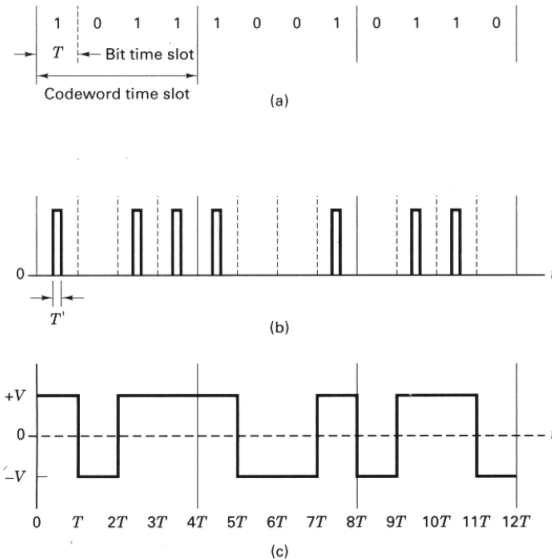 1 0 1 1 1 0 0 1 0 1 1 0
T Bit time slot
Codeword time slot
(a)
0 t
T'
(b)
+V
0 t
−V
0 T 2T 3T 4T 5T 6T 7T 8T 9T 10T 11T 12T
(c)